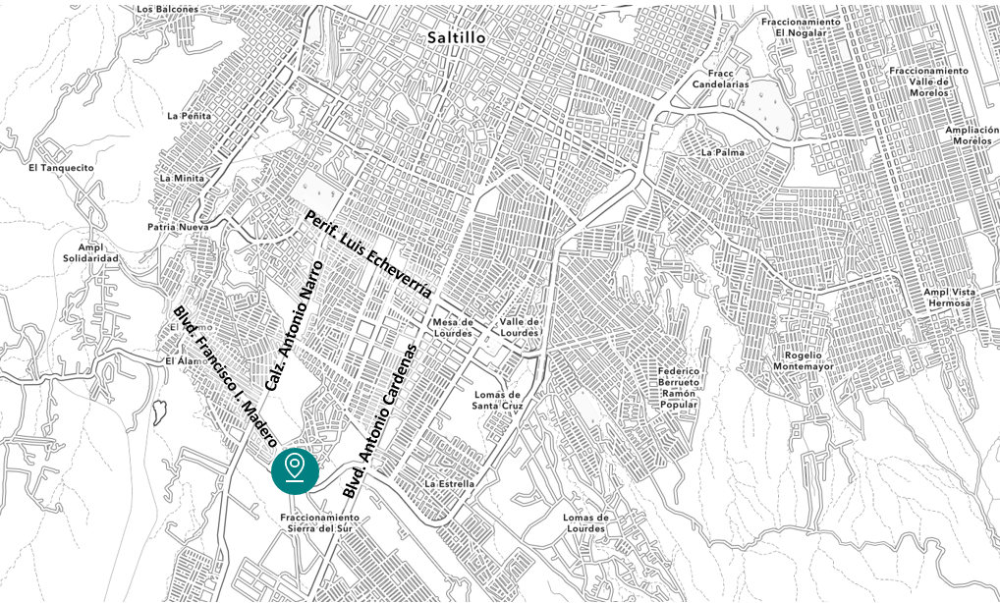 Los Balcones
Saltillo
Fraccionamiento
El Nogalar
Fracc
Candelarias
Fraccionamiento
Valle de
Morelos
La Peñita
Ampliación
Morelos
La Palma
El Tanquecito
La Minita
Patria Nueva
Perif. Luis Echeverría
Ampl
Solidaridad
Calz. Antonio Narro
Ampl Vista
Hermosa
Blvd. Francisco I. Madero
Mesa de
Lourdes
Valle de
Lourdes
El Álamo
Blvd. Antonio Cardenas
Rogelio
Montemayor
Federico
Berrueto
Ramón
Popular
Lomas de
Santa Cruz
La Estrella
Fraccionamiento
Sierra del Sur
Lomas de
Lourdes